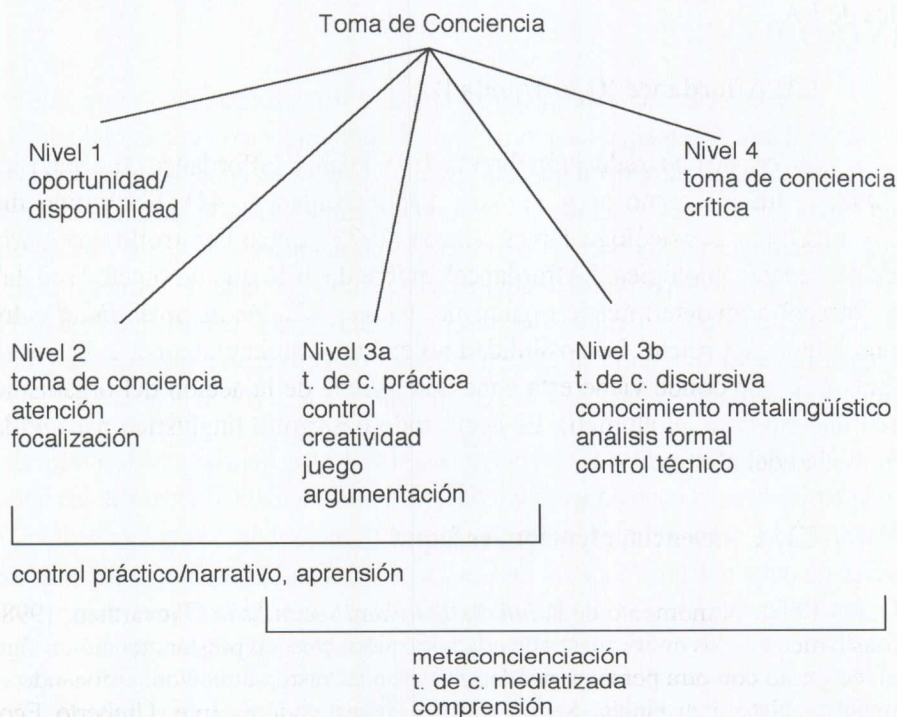 Toma de Conciencia
Nivel 1
oportunidad/
disponibilidad
Nivel 4
toma de conciencia
crítica
Nivel 2
toma de conciencia
atención
focalización
Nivel 3a
t. de c. práctica
control
creatividad
juego
argumentación
Nivel 3b
t. de c. discursiva
conocimiento metalingüístico
análisis formal
control técnico
control práctico/narrativo, aprensión
metaconcienciación
t. de c. mediatizada
comprensión